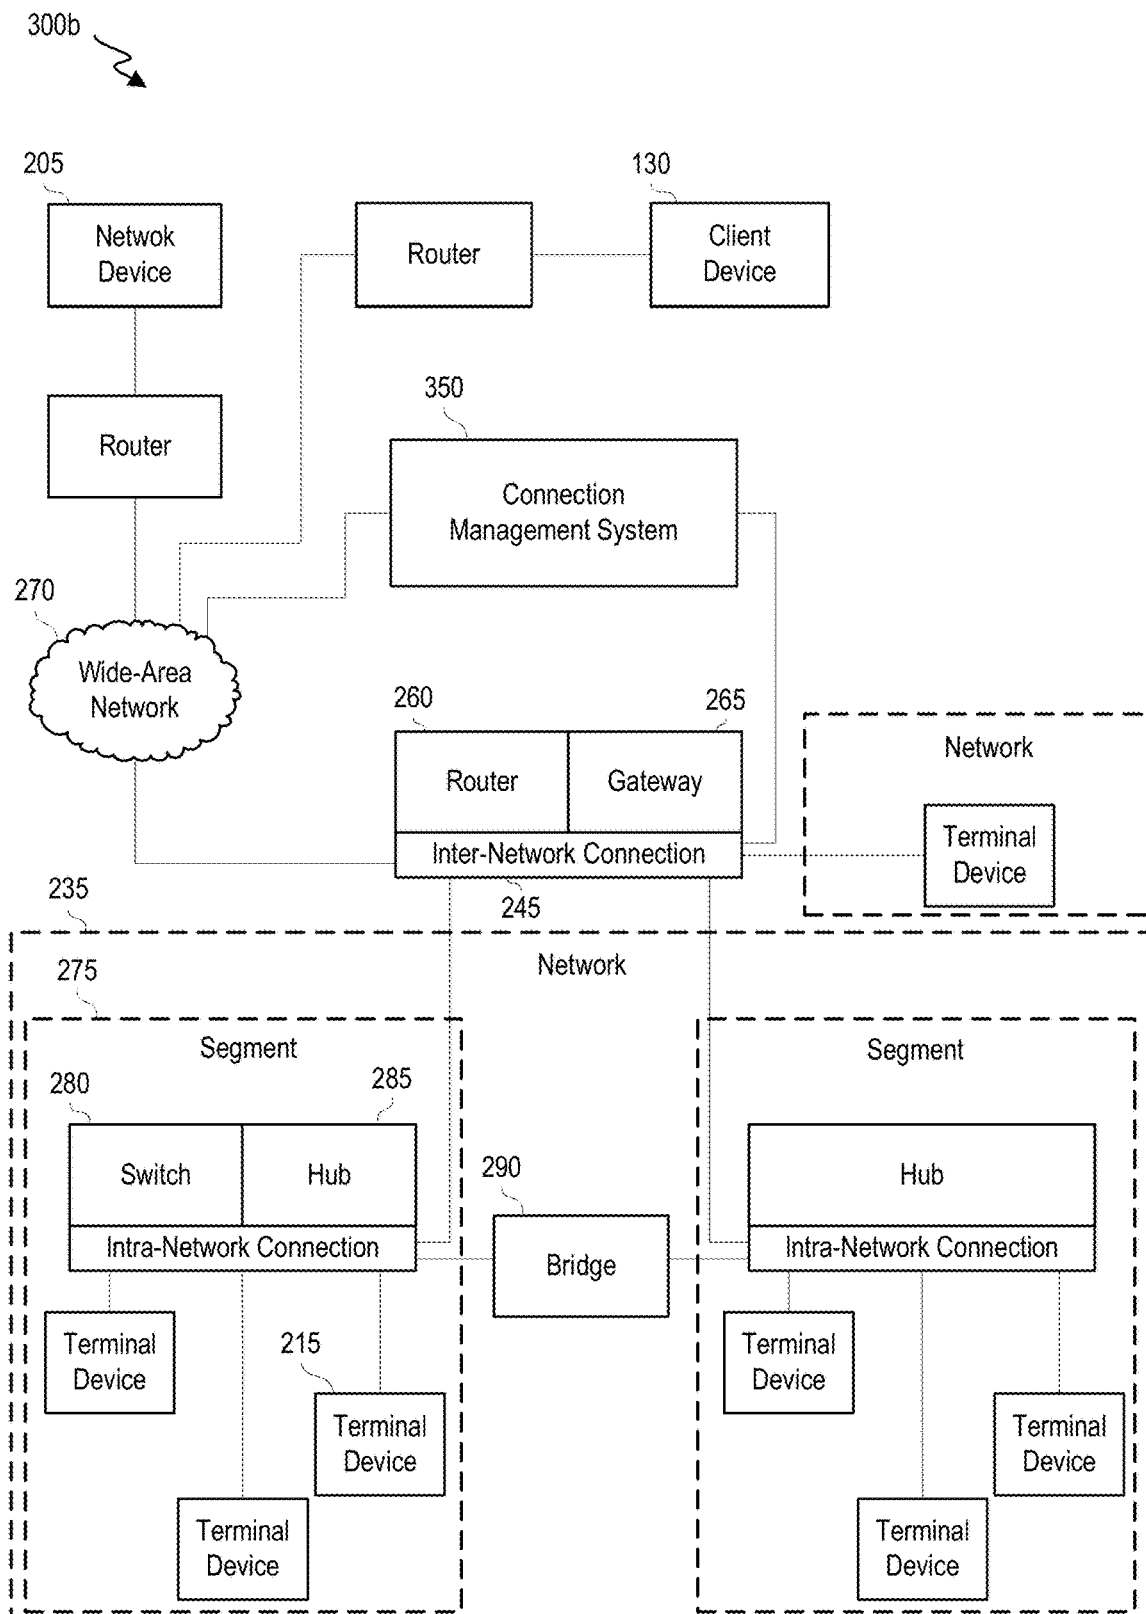 300b
205
130
Netwok
Device
Router
Client
Device
350
Router
Connection
Management System
270
Wide-Area
Network
260
265
Router
Gateway
Network
Terminal
Device
Inter-Network Connection
245
235
Network
275
Segment
Segment
280
285
Switch
Hub
290
Hub
Intra-Network Connection
Bridge
Intra-Network Connection
Terminal
Device
215
Terminal
Device
Terminal
Device
Terminal
Device
Terminal
Device
Terminal
Device